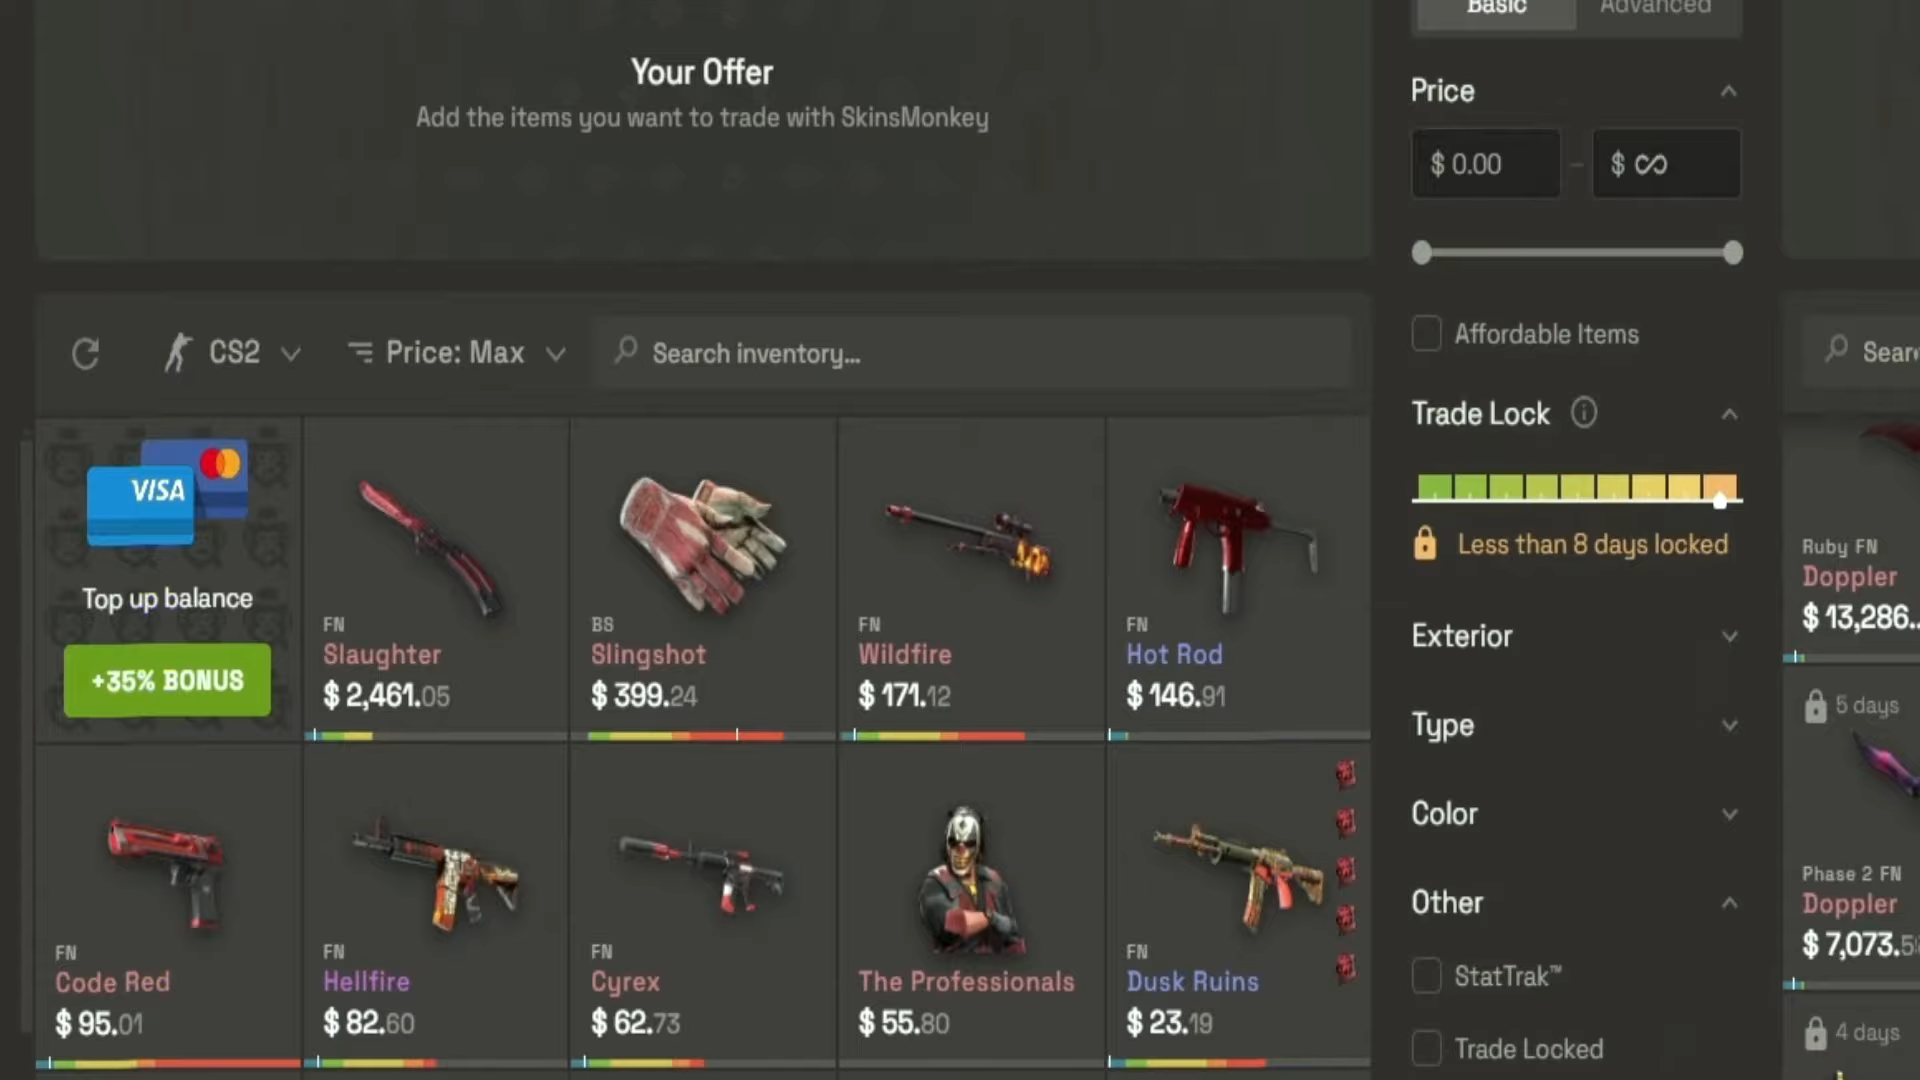 Basic
Advanced
Your Offer
Add the items you want to trade with SkinsMonkey
Price
$ 0.00 - $ ∞
Affordable Items
Trade Lock
Less than 8 days locked
Exterior
Type
Color
Other
StatTrak™
Trade Locked
CS2
Price: Max
Search inventory...
VISA
Top up balance
+35% BONUS
FN
Slaughter
$ 2,461.05
BS
Slingshot
$ 399.24
FN
Wildfire
$ 171.12
FN
Hot Rod
$ 146.91
FN
Code Red
$ 95.01
FN
Hellfire
$ 82.60
FN
Cyrex
$ 62.73
The Professionals
$ 55.80
FN
Dusk Ruins
$ 23.19
Ruby FN
Doppler
$ 13,286..
5 days
Phase 2 FN
Doppler
$ 7,073.5
4 days